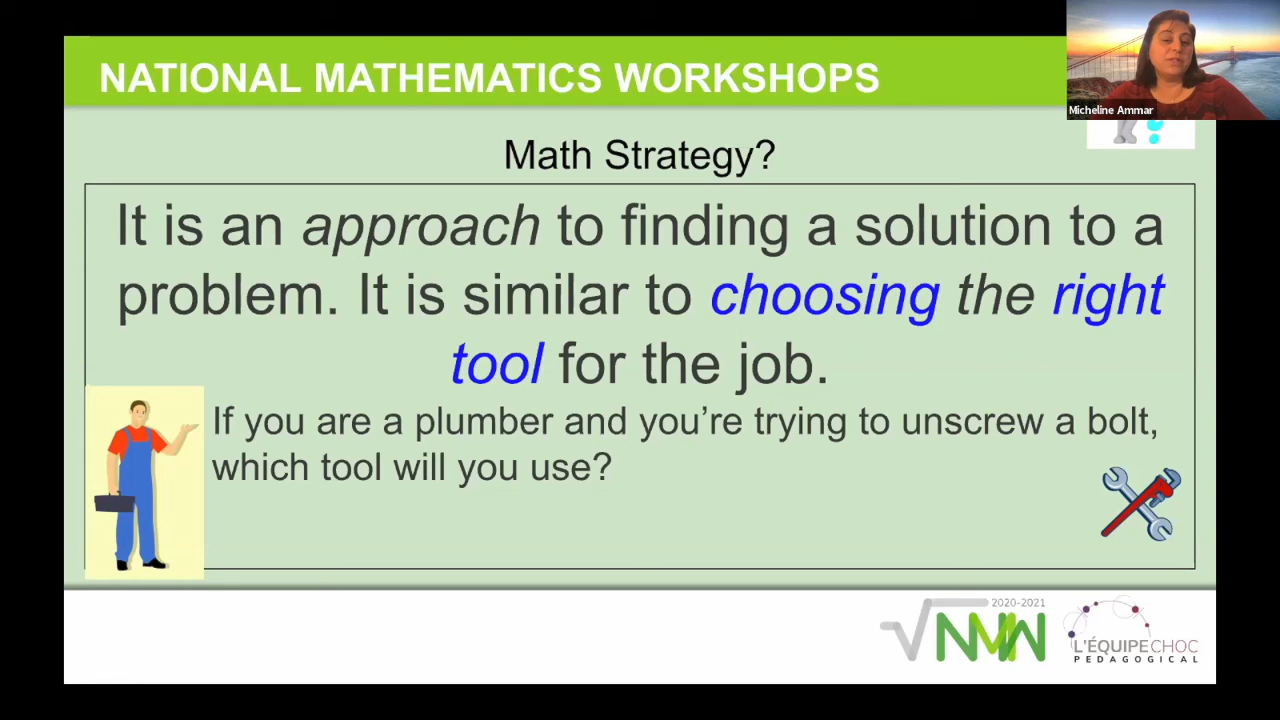 NATIONAL MATHEMATICS WORKSHOPS
Micheline Ammar
Math Strategy?
It is an approach to finding a solution to a
problem. It is similar to choosing the right
tool for the job.
If you are a plumber and you’re trying to unscrew a bolt,
which tool will you use?
2020-2021
√NMW
L'ÉQUIPECHOC
PEDAGOGICAL